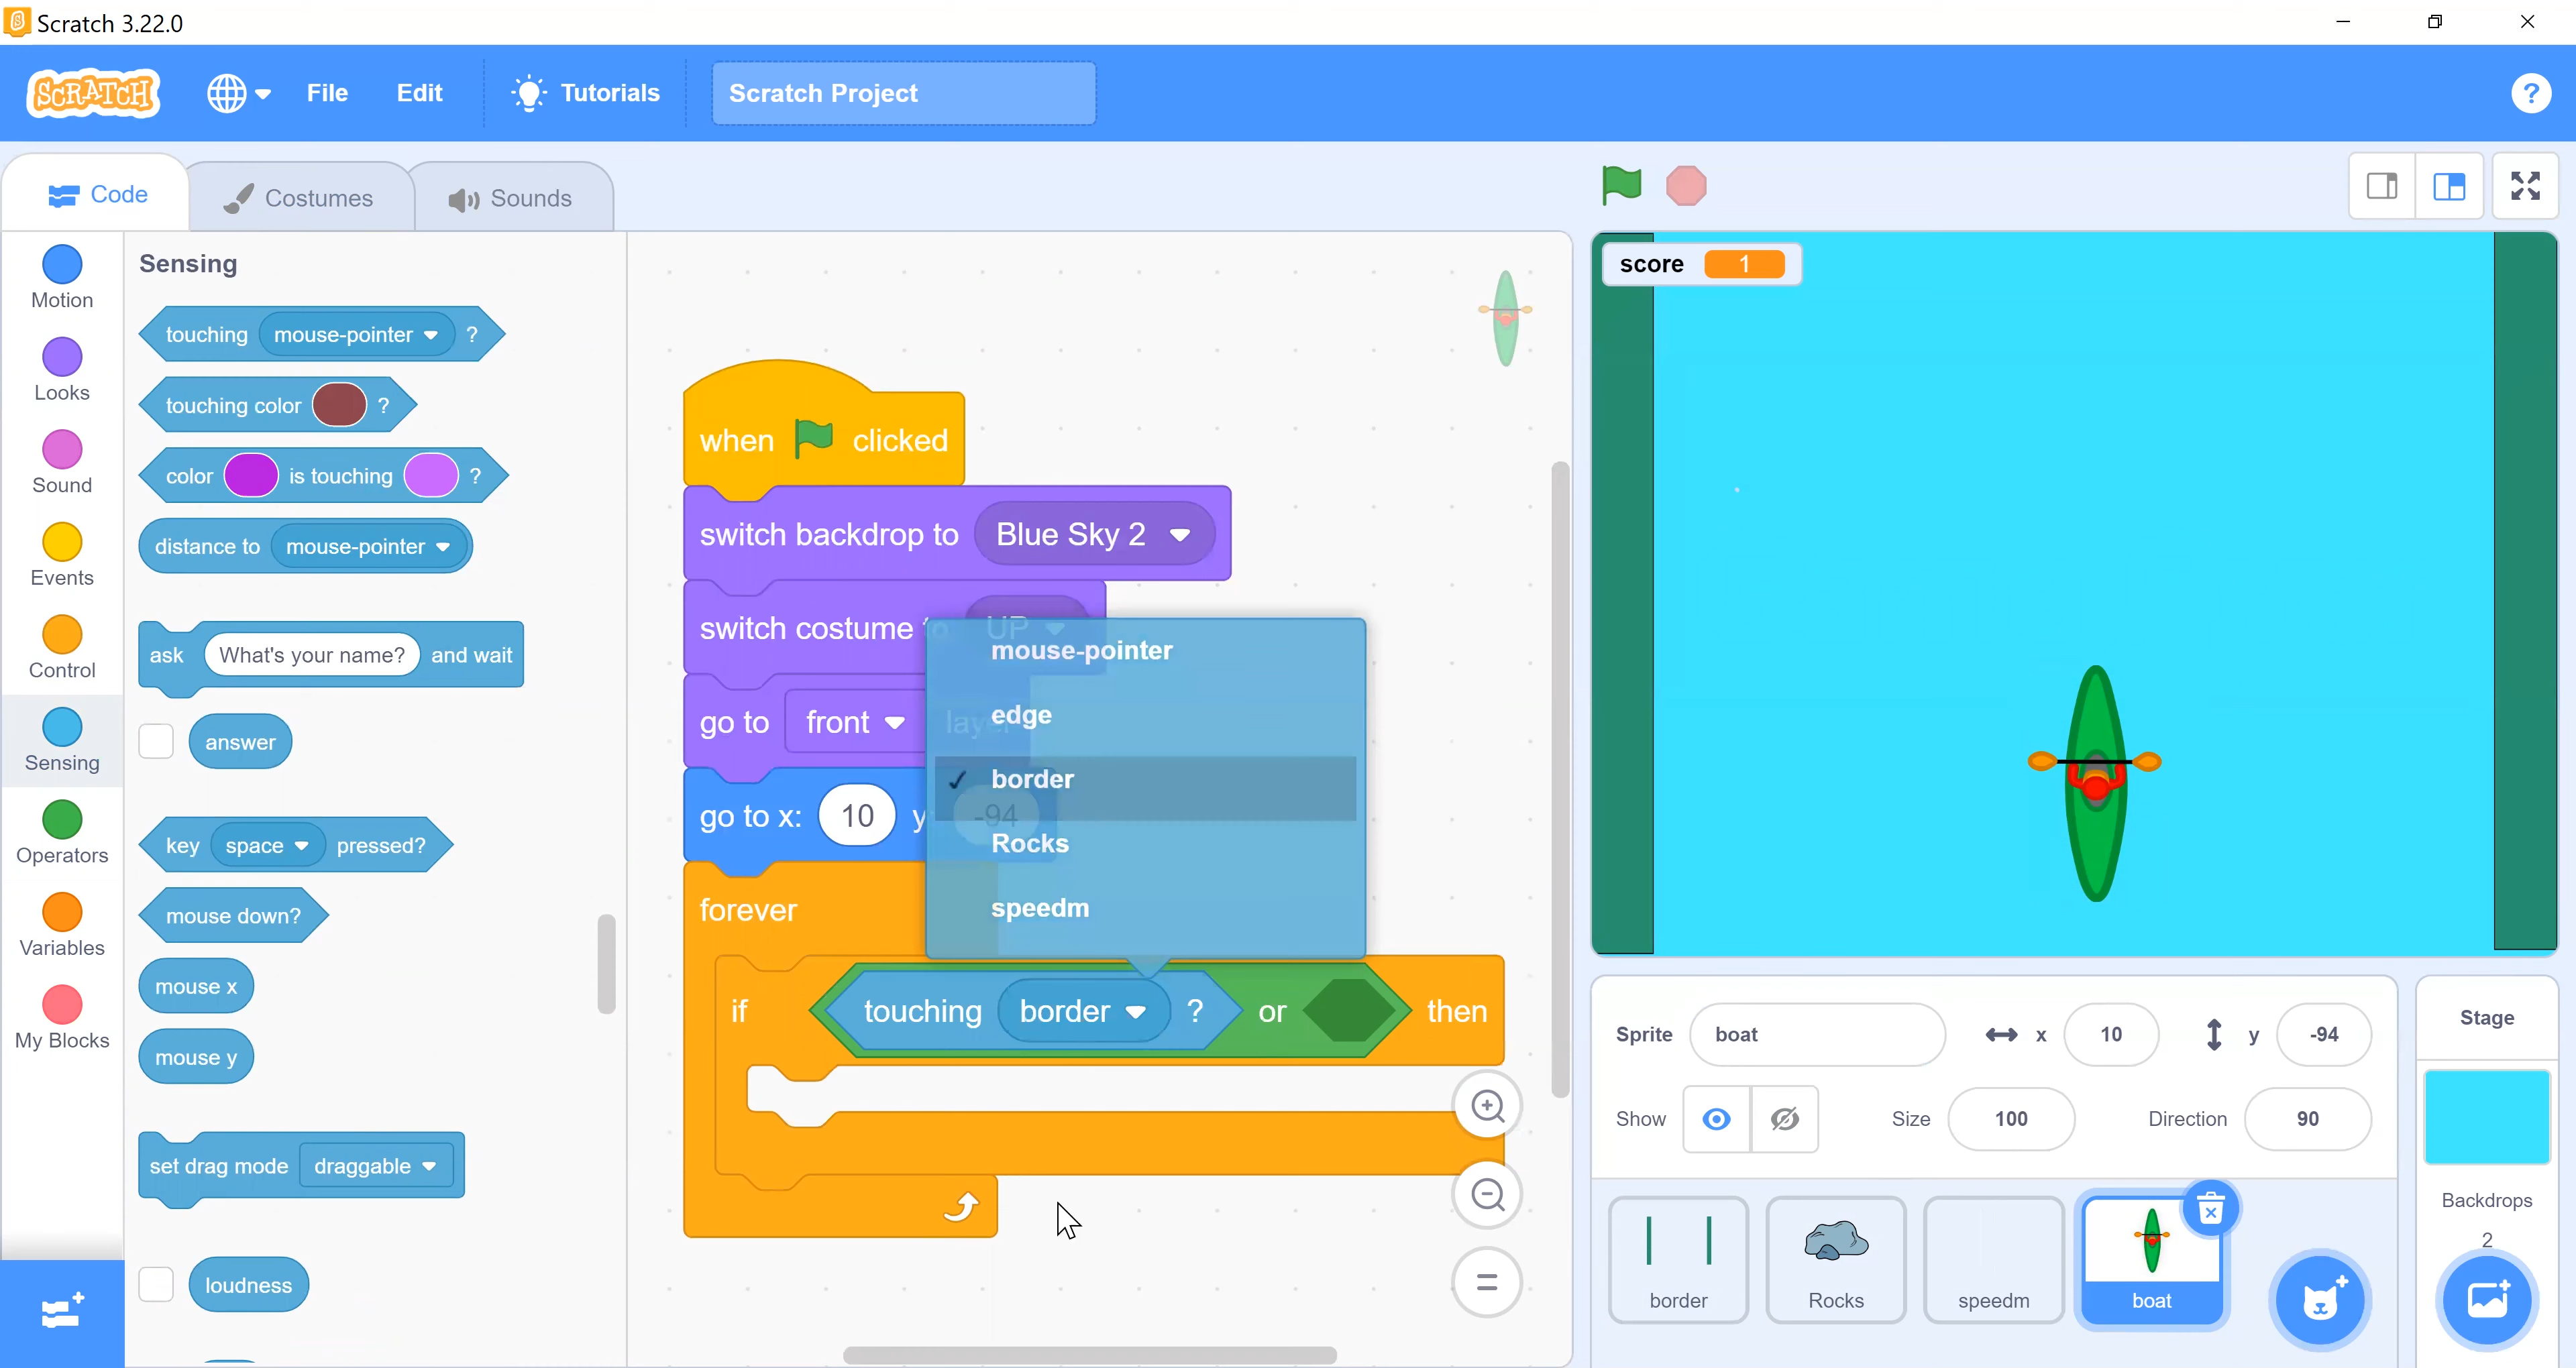 Scratch 3.22.0
SCRATCH
File
Edit
Tutorials
Scratch Project
?
Code
Costumes
Sounds
Motion
Looks
Sound
Events
Control
Sensing
Operators
Variables
My Blocks
Sensing
touching mouse-pointer ?
touching color ?
color is touching ?
distance to mouse-pointer
ask What's your name? and wait
answer
key space pressed?
mouse down?
mouse x
mouse y
set drag mode draggable
loudness
when clicked
switch backdrop to Blue Sky 2
switch costume to UP
go to front layer
go to x: 10 y: -94
forever
if touching border ? or then
mouse-pointer
edge
✓ border
Rocks
speedm
score 1
Sprite boat x 10 y -94
Show Size 100 Direction 90
border
Rocks
speedm
boat
Stage
Backdrops
2